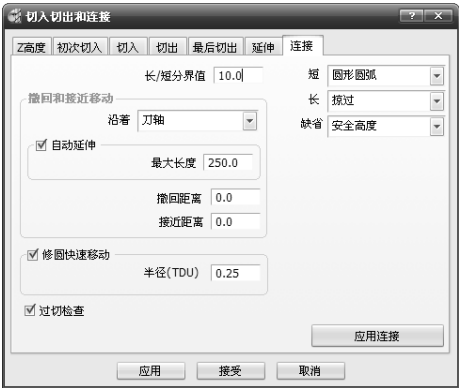 切入切出和连接
Z高度 初次切入 切入 切出 最后切出 延伸 连接
长/短分界值 10.0
短 圆形圆弧
撤回和接近移动
长 掠过
沿着 刀轴
缺省 安全高度
自动延伸
最大长度 250.0
撤回距离 0.0
接近距离 0.0
修圆快速移动
半径(TDU) 0.25
过切检查
应用连接
应用 接受 取消